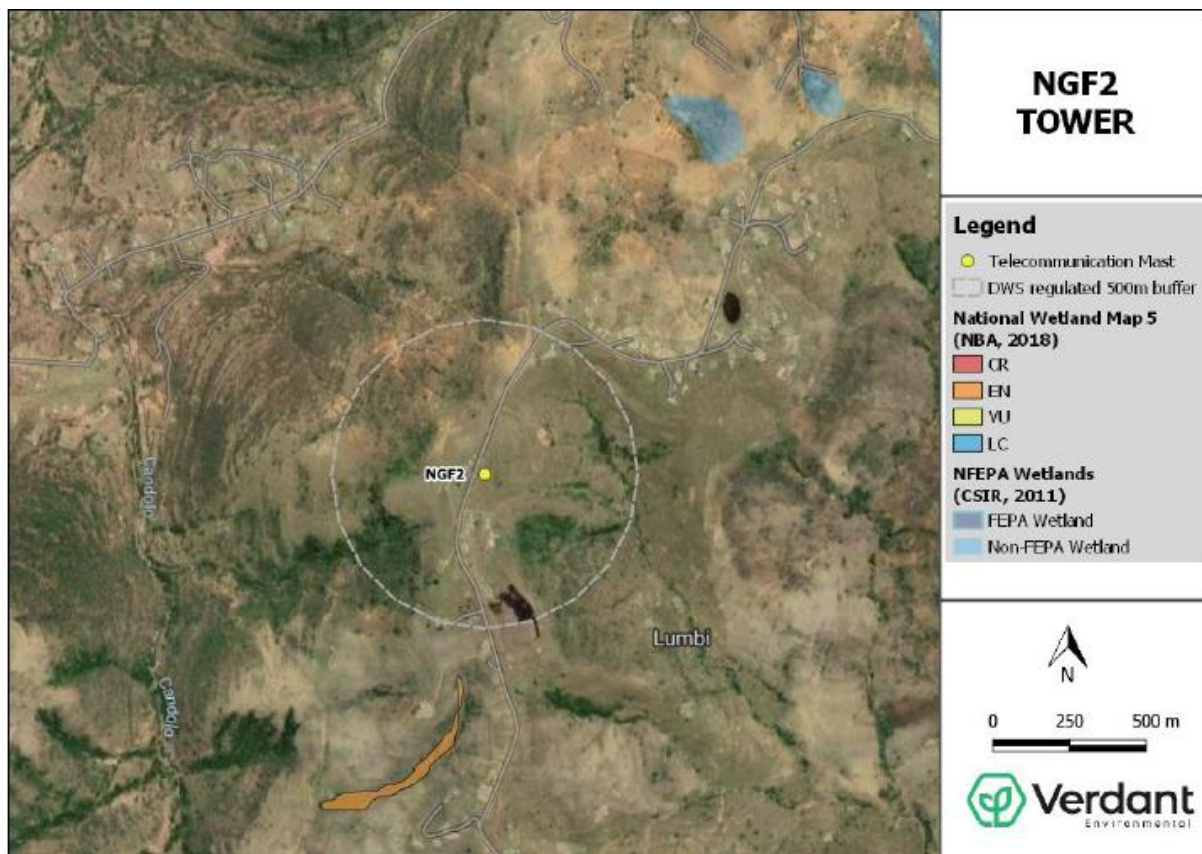 NGF2
TOWER
Legend
Telecommunication Mast
DWS regulated 500m buffer
National Wetland Map 5
(NBA, 2018)
CR
EN
VU
LC
NFEPA Wetlands
(CSIR, 2011)
FEPA Wetland
Non-FEPA Wetland
N
0 250 500 m
Verdant
Environmental
NGF2
Lumbi